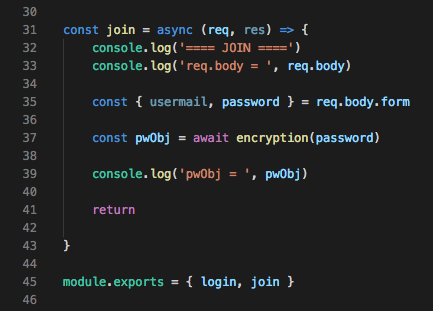 30
31 const join = async (req, res) => {
32     console.log('==== JOIN ====')
33     console.log('req.body = ', req.body)
34
35     const { usermail, password } = req.body.form
36
37     const pwObj = await encryption(password)
38
39     console.log('pwObj = ', pwObj)
40
41     return
42
43 }
44
45 module.exports = { login, join }
46